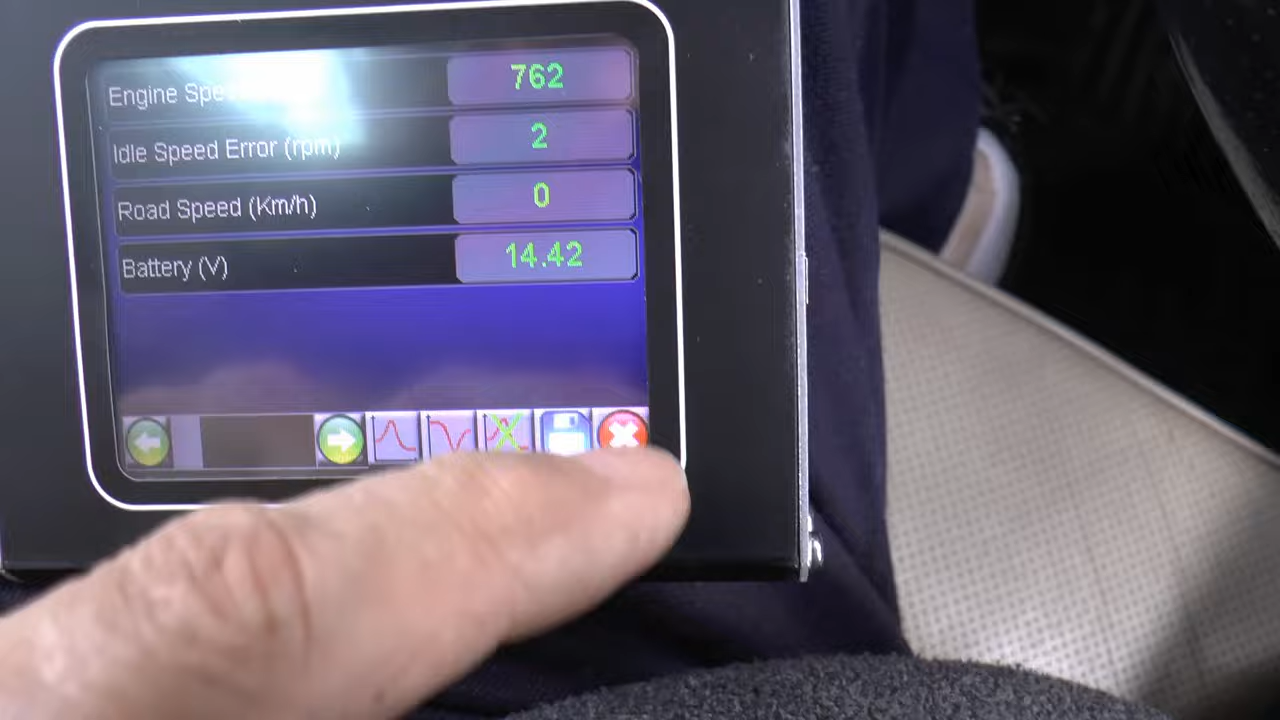 Engine Spe 762
Idle Speed Error (rpm) 2
Road Speed (Km/h) 0
Battery (V) 14.42